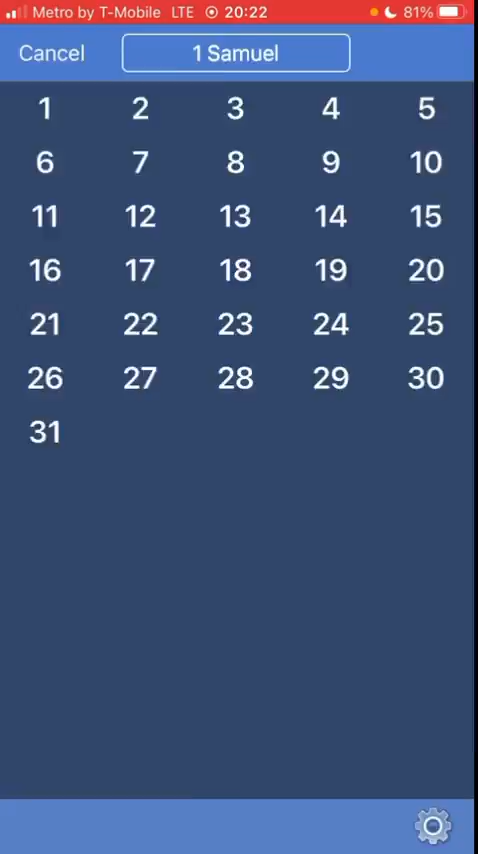 Metro by T-Mobile LTE 20:22 81%
Cancel 1 Samuel
1 2 3 4 5
6 7 8 9 10
11 12 13 14 15
16 17 18 19 20
21 22 23 24 25
26 27 28 29 30
31